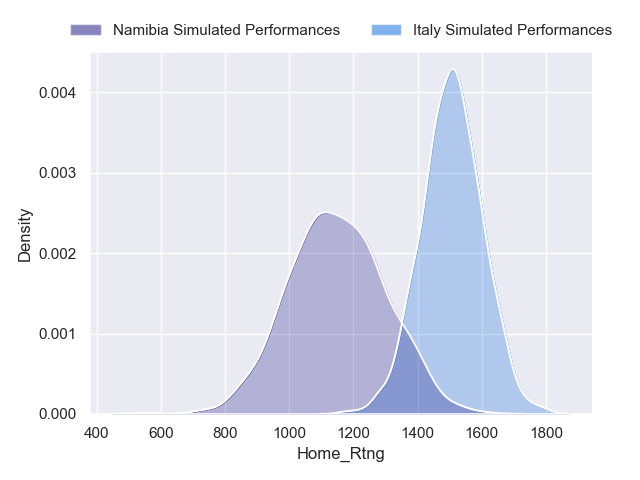 Namibia Simulated Performances Italy Simulated Performances
0.004
0.003
0.002
0.001
0.000
Density
400 600 800 1000 1200 1400 1600 1800
Home_Rtng